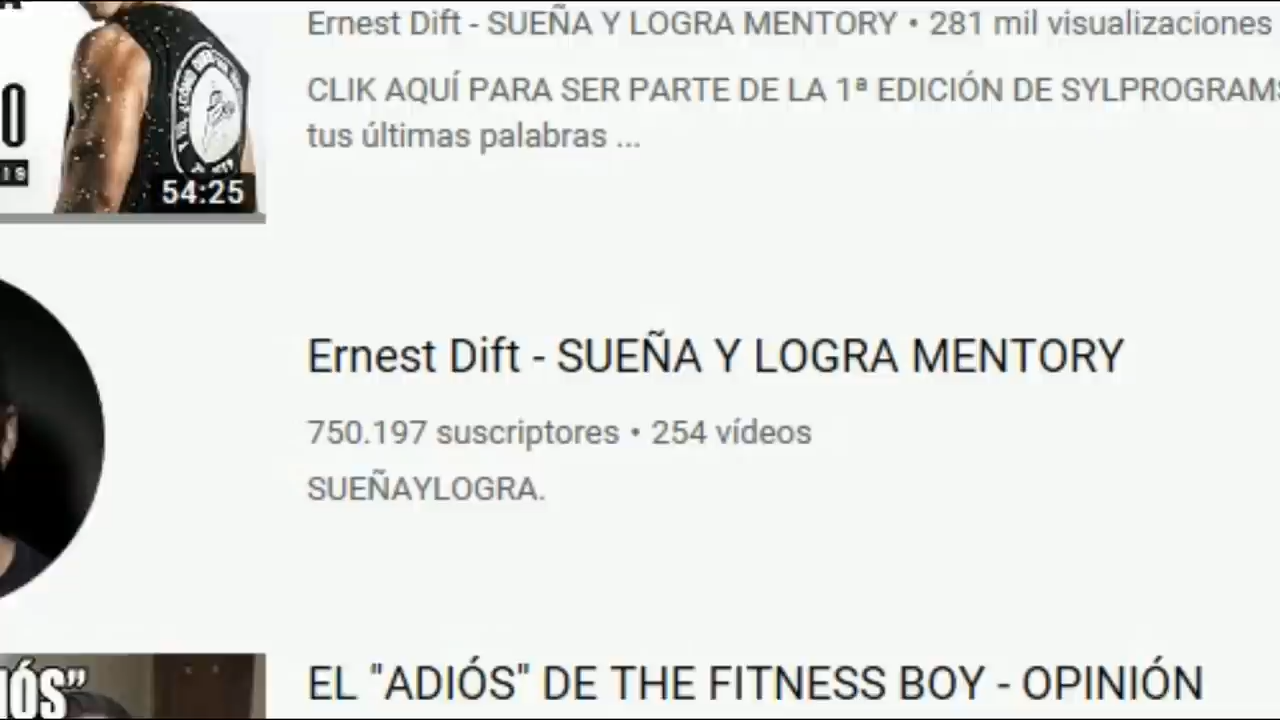 Ernest Dift - SUEÑA Y LOGRA MENTORY • 281 mil visualizaciones
CLIK AQUÍ PARA SER PARTE DE LA 1ª EDICIÓN DE SYLPROGRAMS
tus últimas palabras ...
54:25
Ernest Dift - SUEÑA Y LOGRA MENTORY
750.197 suscriptores • 254 vídeos
SUEÑAYLOGRA.
EL "ADIÓS" DE THE FITNESS BOY - OPINIÓN
IÓS”